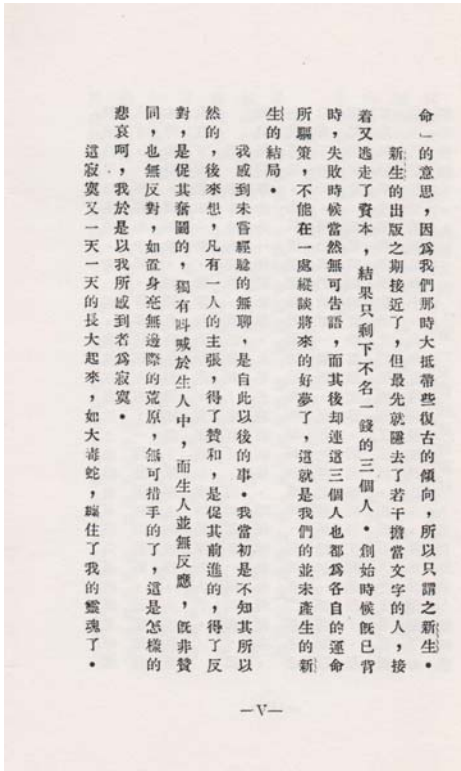 命」的意思，因爲我們那時大抵帶些復古的傾向，所以只謂之新生。
新生的出版之期接近了，但最先就隱去了若干擔當文字的人，接
着又逃走了資本，結果只剩下不名一錢的三個人。創始時候旣已背
時，失敗時候當然無可告語，而其後却連這三個人也都爲各自的運命
所驅策，不能在一處縱談將來的好夢了，這就是我們的並未產生的新
生的結局。
我感到未嘗經驗的無聊，是自此以後的事。我當初是不知其所以
然的，後來想，凡有一人的主張，得了贊和，是促其前進的，得了反
對，是促其奮鬭的，獨有叫喊於生人中，而生人並無反應，旣非贊
同，也無反對，如置身毫無邊際的荒原，無可措手的了，這是怎樣的
悲哀呵，我於是以我所感到者爲寂寞。
這寂寞又一天一天的長大起來，如大毒蛇，纏住了我的靈魂了。
—V—